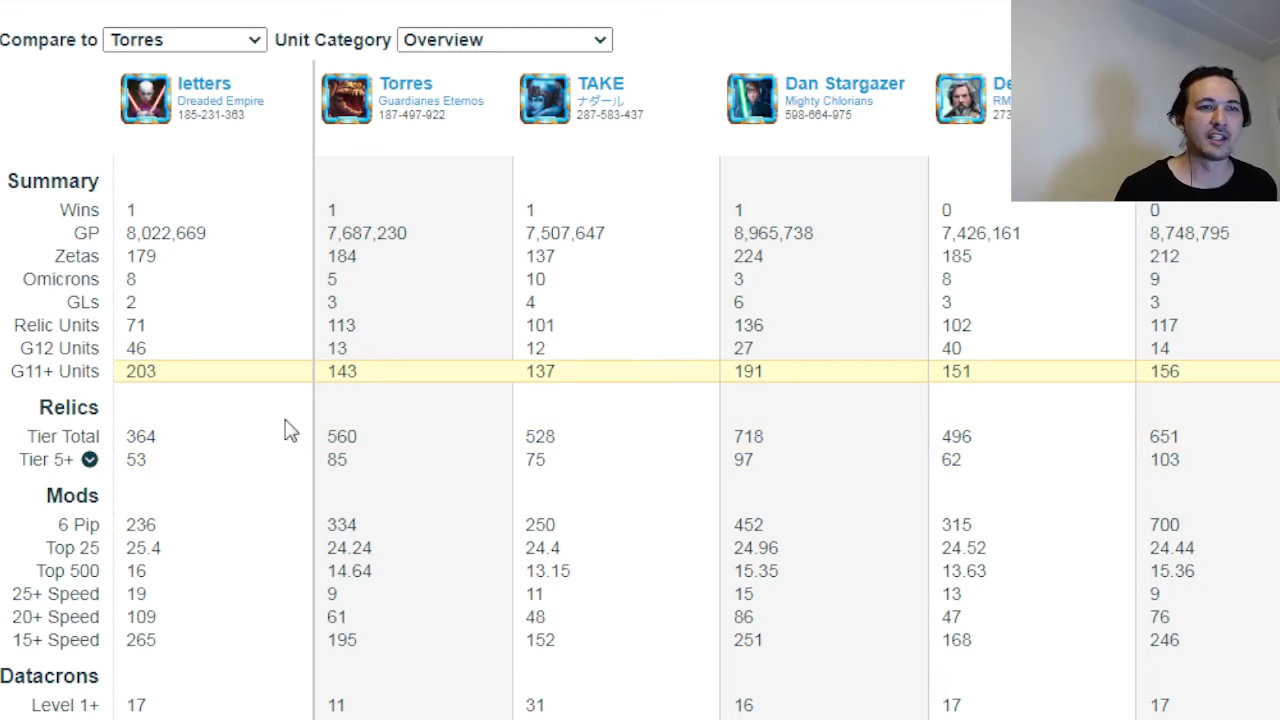 Compare to Torres Unit Category Overview
letters Torres TAKE Dan Stargazer De
Dreaded Empire Guardianes Eternos ナダール Mighty Chlorians RM
185-231-363 187-497-922 287-583-437 598-664-975 273
Summary
Wins 1 1 1 1 0 0
GP 8,022,669 7,687,230 7,507,647 8,965,738 7,426,161 8,748,795
Zetas 179 184 137 224 185 212
Omicrons 8 5 10 3 8 9
GLs 2 3 4 6 3 3
Relic Units 71 113 101 136 102 117
G12 Units 46 13 12 27 40 14
G11+ Units 203 143 137 191 151 156
Relics
Tier Total 364 560 528 718 496 651
Tier 5+ 53 85 75 97 62 103
Mods
6 Pip 236 334 250 452 315 700
Top 25 25.4 24.24 24.4 24.96 24.52 24.44
Top 500 16 14.64 13.15 15.35 13.63 15.36
25+ Speed 19 9 11 15 13 9
20+ Speed 109 61 48 86 47 76
15+ Speed 265 195 152 251 168 246
Datacrons
Level 1+ 17 11 31 16 17 17